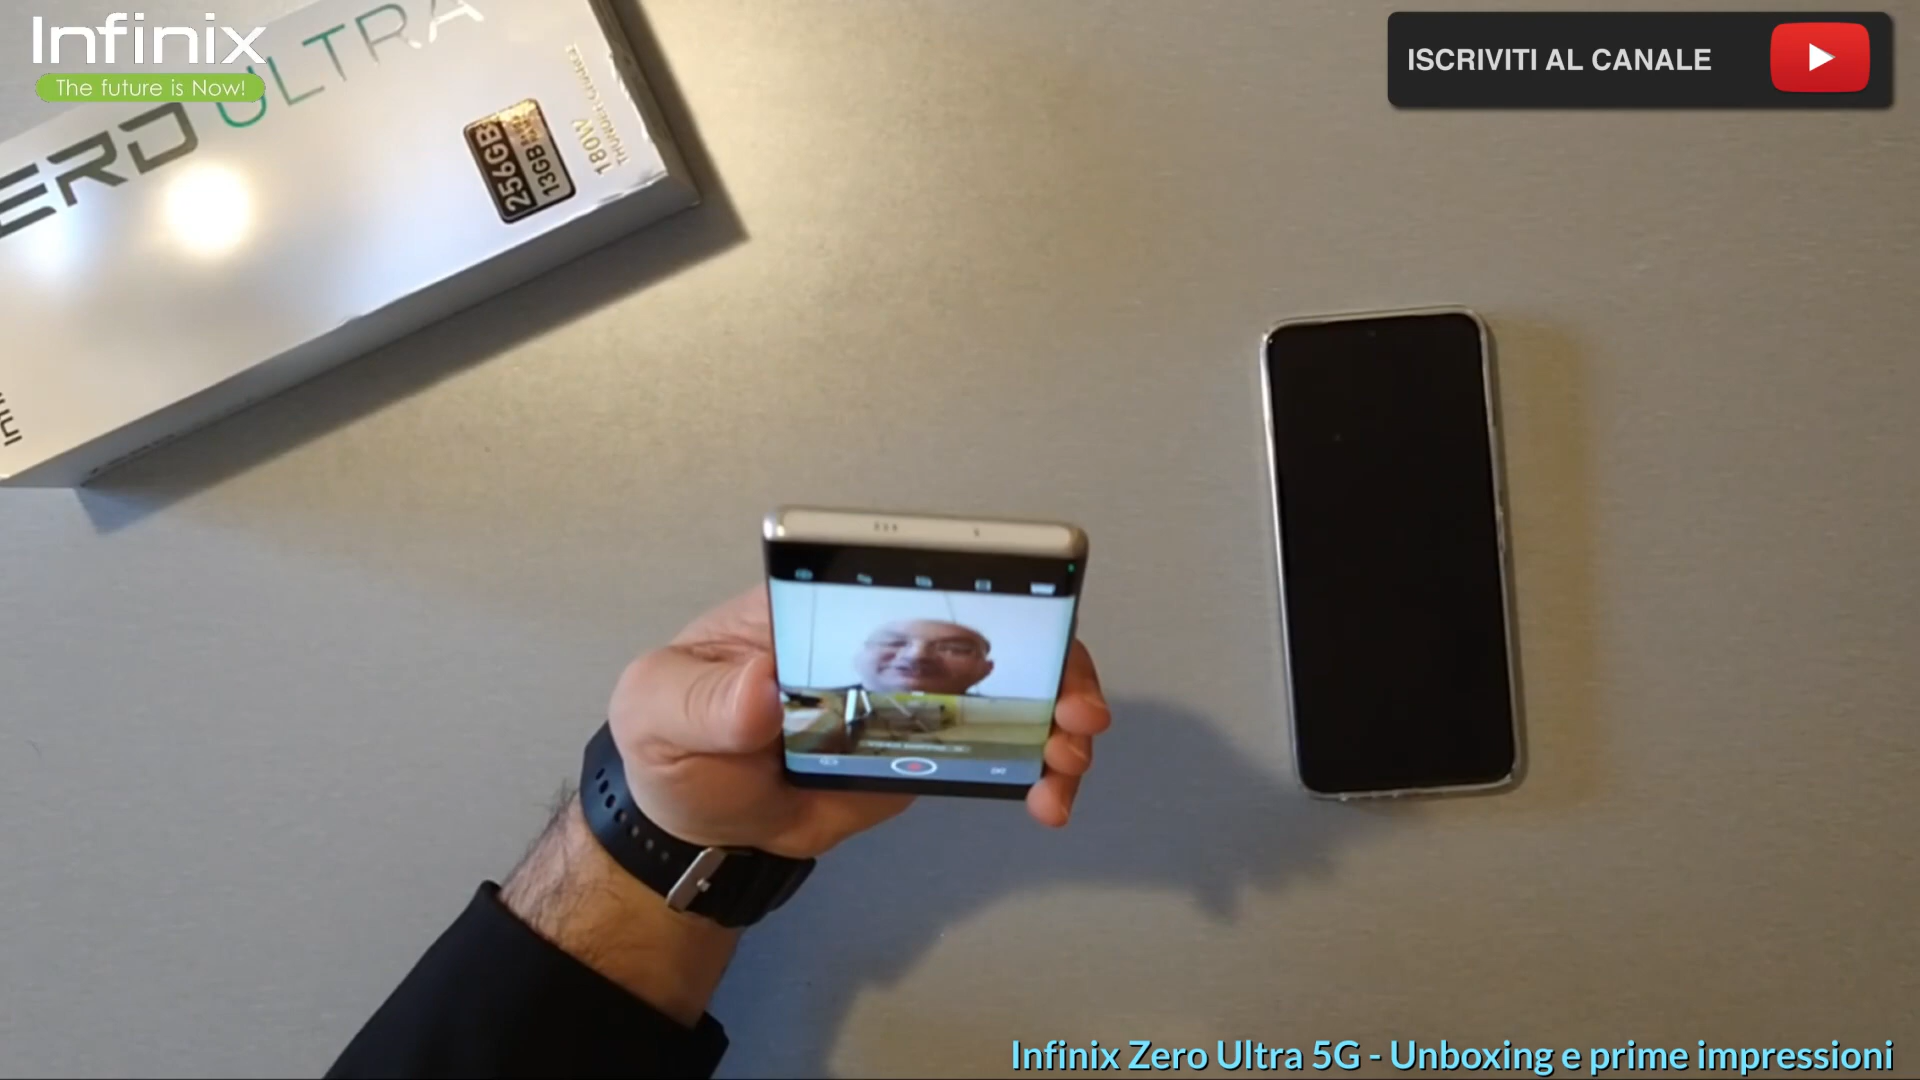 Infinix
The future is Now!
ISCRIVITI AL CANALE
ERO ULTRA
256GB
13GB
180W
Infinix Zero Ultra 5G - Unboxing e prime impressioni